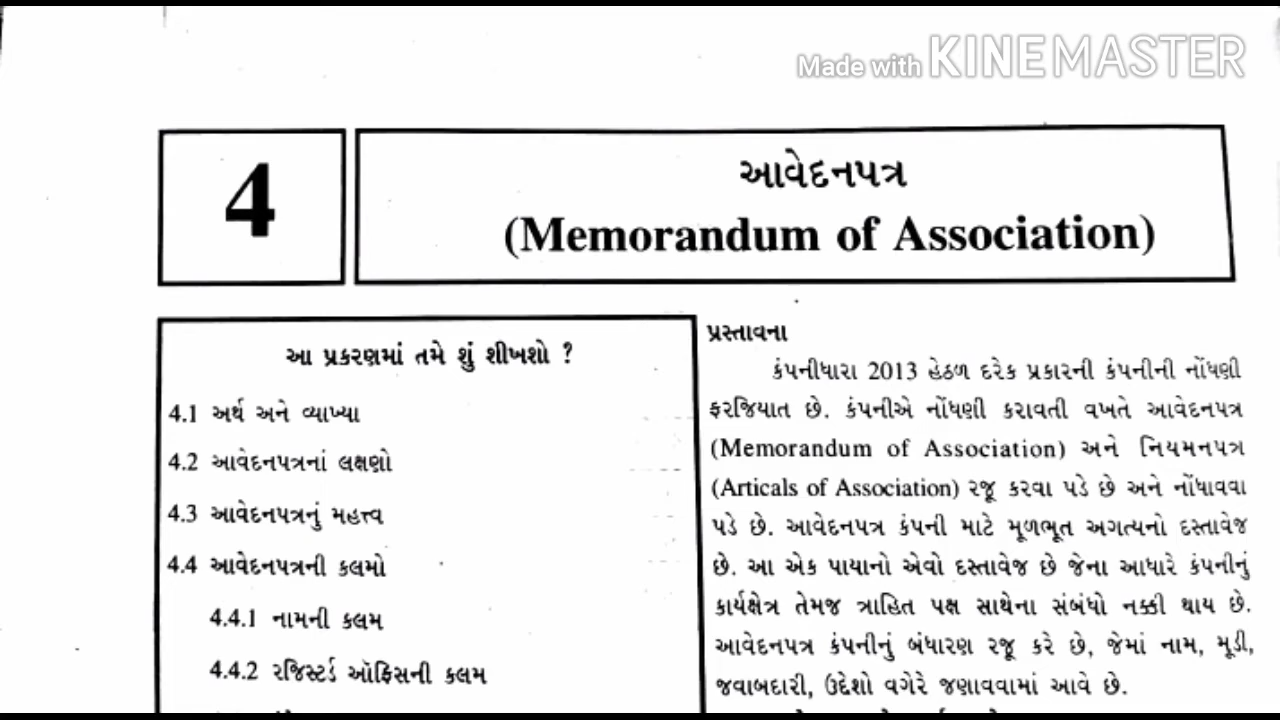 Made with KINEMASTER
4
આવેદનપત્ર
(Memorandum of Association)
આ પ્રકરણમાં તમે શું શીખશો ?
4.1 અર્થ અને વ્યાખ્યા
4.2 આવેદનપત્રનાં લક્ષણો
4.3 આવેદનપત્રનું મહત્ત્વ
4.4 આવેદનપત્રની કલમો
4.4.1 નામની કલમ
4.4.2 રજિસ્ટર્ડ ઑફિસની કલમ
પ્રસ્તાવના
કંપનીધારા 2013 હેઠળ દરેક પ્રકારની કંપનીની નોંધણી
ફરજિયાત છે. કંપનીએ નોંધણી કરાવતી વખતે આવેદનપત્ર
(Memorandum of Association) અને નિયમનપત્ર
(Articals of Association) રજૂ કરવા પડે છે અને નોંધાવવા
પડે છે. આવેદનપત્ર કંપની માટે મૂળભૂત અગત્યનો દસ્તાવેજ
છે. આ એક પાયાનો એવો દસ્તાવેજ છે જેના આધારે કંપનીનું
કાર્યક્ષેત્ર તેમજ ત્રાહિત પક્ષ સાથેના સંબંધો નક્કી થાય છે.
આવેદનપત્ર કંપનીનું બંધારણ રજૂ કરે છે, જેમાં નામ, મૂડી,
જવાબદારી, ઉદેશો વગેરે જણાવવામાં આવે છે.